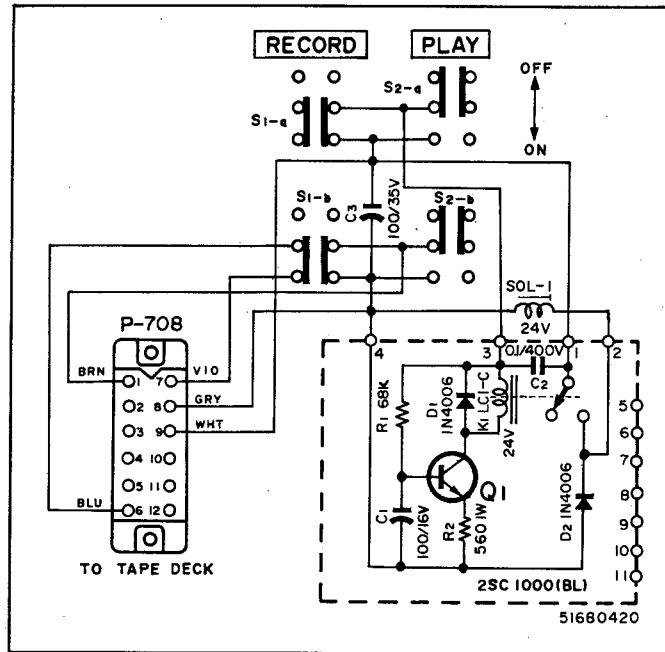 RECORD PLAY
S2-a
OFF
ON
S1-a
S1-b
S2-b
C3
100/35V
SOL-1
24V
P-708
BRN 1 7 VIO
2 8 GRY
3 9 WHT
4 10
5 11
BLU 6 12
TO TAPE DECK
4 3 0.1/400V 1 2
C2
R1 68K
D1
1N4006
K1 LC1-C
24V
Q1
C1
100/16V
R2
560 1W
D2 1N4006
5
6
7
8
9
10
11
2SC 1000(BL)
51680420